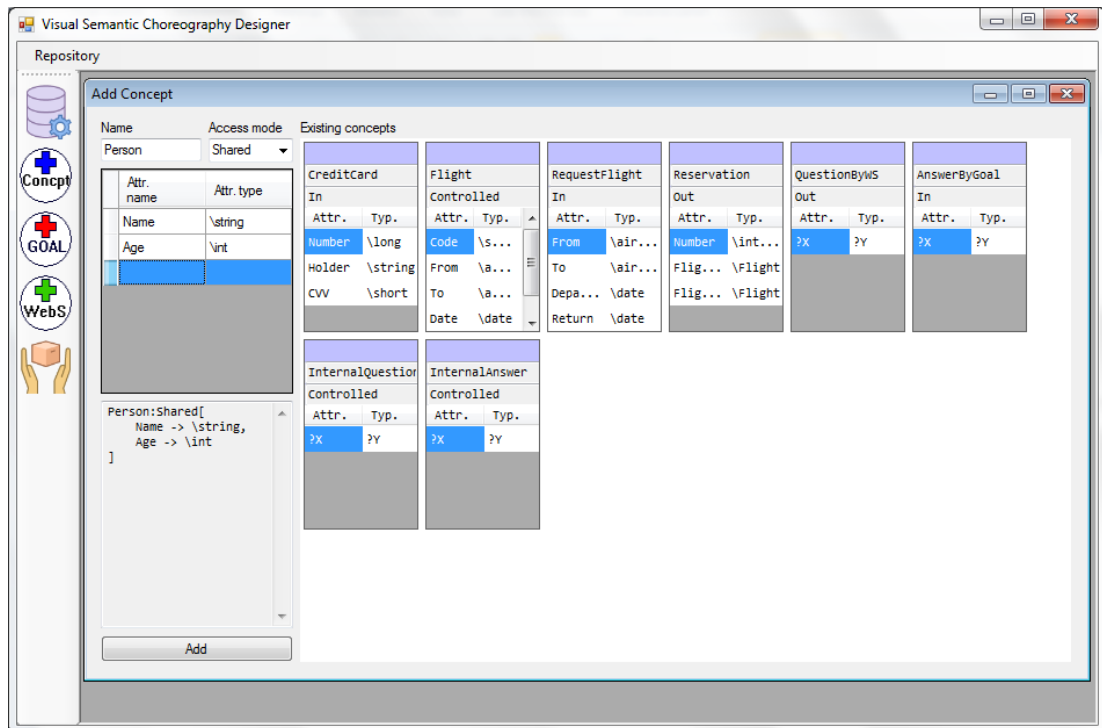 Visual Semantic Choreography Designer
Repository
Concpt
GOAL
WebS
Add Concept
Name Access mode Existing concepts
Person Shared
Attr. name Attr. type
Name \string
Age \int
Person:Shared[
Name -> \string,
Age -> \int
]
Add
CreditCard
In
Attr. Typ.
Number \long
Holder \string
CVV \short
Flight
Controlled
Attr. Typ.
Code \s...
From \a...
To \a...
Date \date
RequestFlight
In
Attr. Typ.
From \air...
To \air...
Depa... \date
Return \date
Reservation
Out
Attr. Typ.
Number \int...
Flig... \Flight
Flig... \Flight
QuestionByWS
Out
Attr. Typ.
?X ?Y
AnswerByGoal
In
Attr. Typ.
?X ?Y
InternalQuestion
Controlled
Attr. Typ.
?X ?Y
InternalAnswer
Controlled
Attr. Typ.
?X ?Y